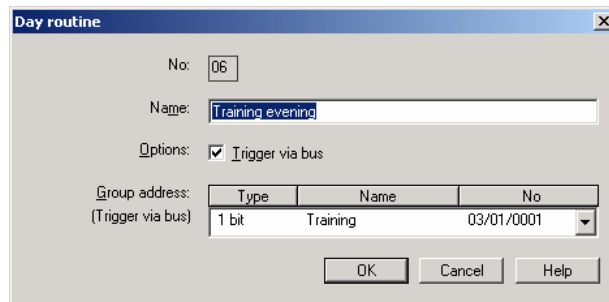 Day routine
No: 06
Name: Training evening
Options: Trigger via bus
Group address: Type Name No
(Trigger via bus) 1 bit Training 03/01/0001
OK Cancel Help